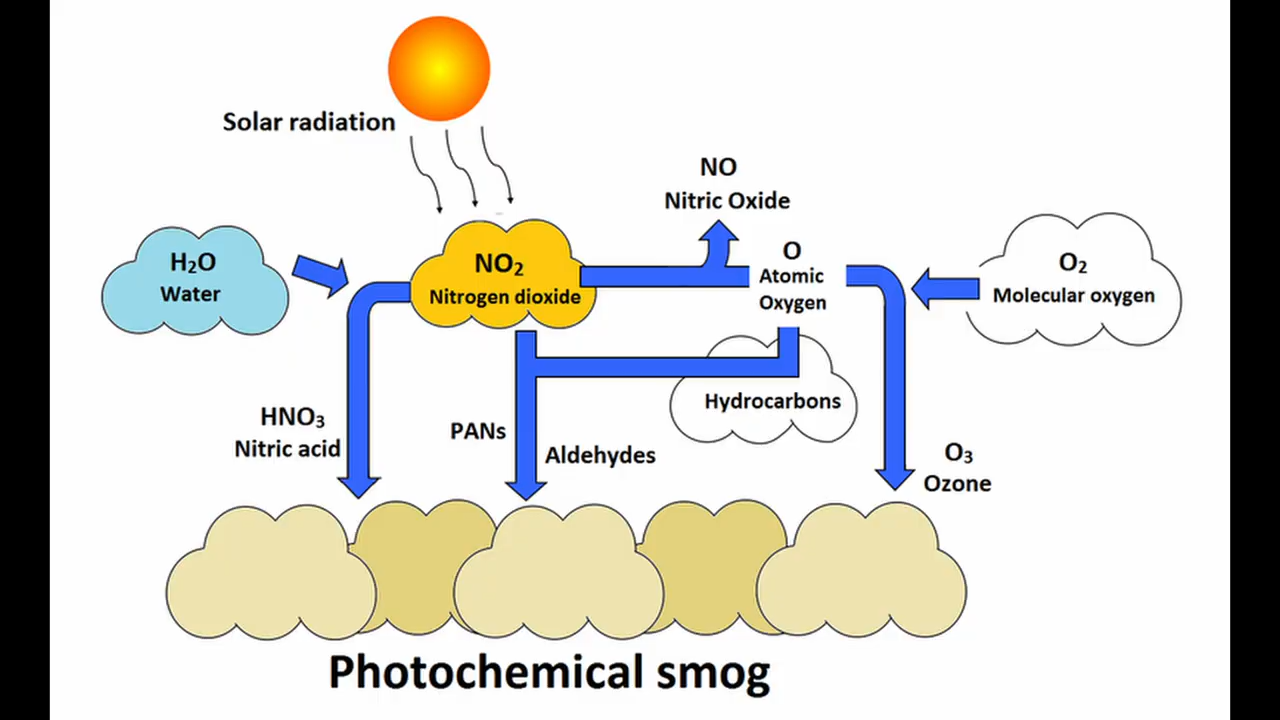 Solar radiation
NO
Nitric Oxide
H₂O
Water
NO₂
Nitrogen dioxide
O
Atomic
Oxygen
O₂
Molecular oxygen
HNO₃
Nitric acid
PANs
Aldehydes
Hydrocarbons
O₃
Ozone
Photochemical smog